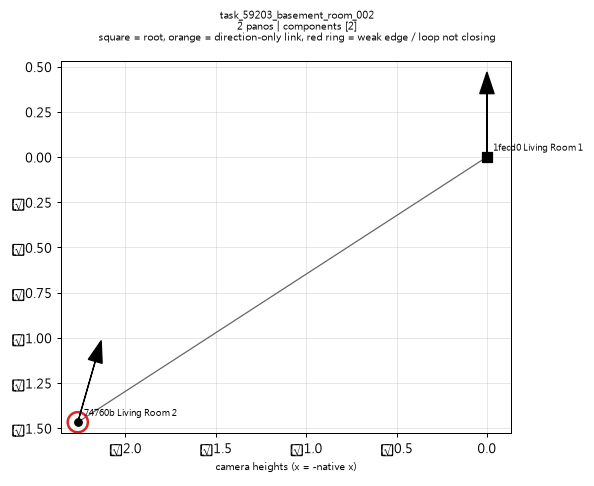 task_59203_basement_room_002
2 panos | components [2]
square = root, orange = direction-only link, red ring = weak edge / loop not closing
0.50
0.25
0.00
√0.25
√0.50
√0.75
√1.00
√1.25
√1.50
1fecd0 Living Room 1
74760b Living Room 2
√2.0
√1.5
√1.0
√0.5
0.0
camera heights (x = -native x)